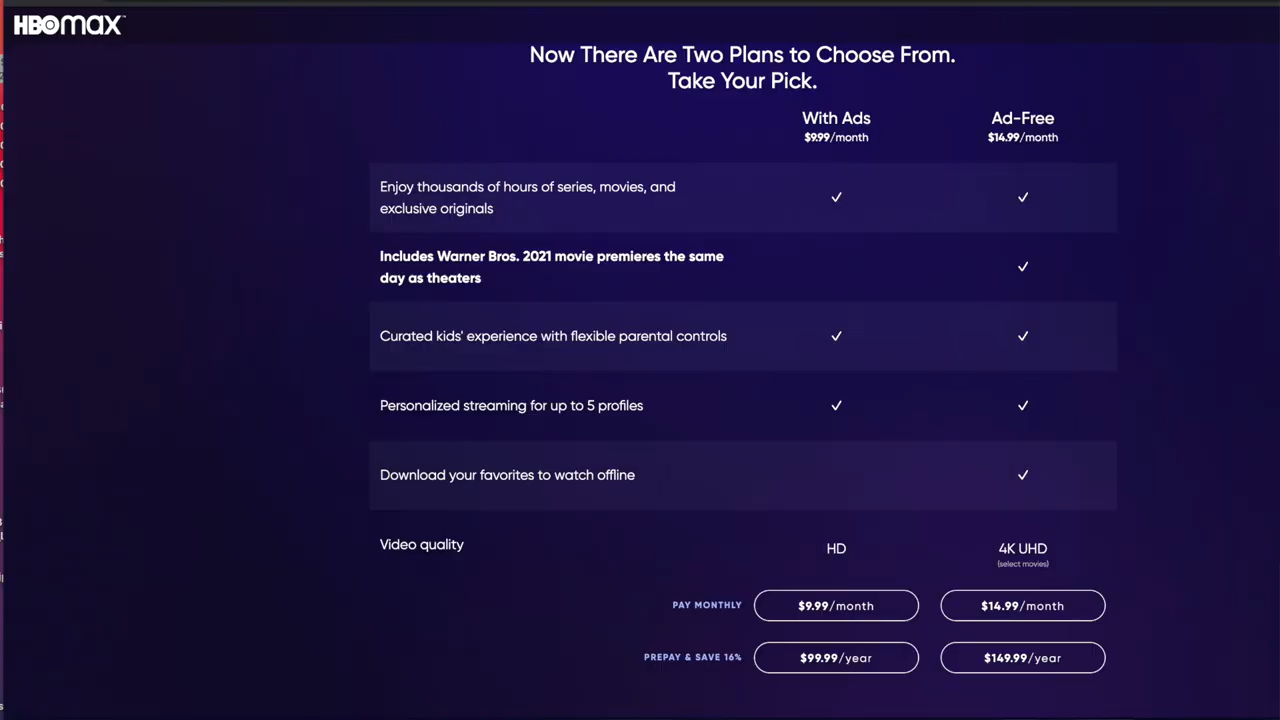 HBOMAX
Now There Are Two Plans to Choose From.
Take Your Pick.
With Ads
$9.99/month
Ad-Free
$14.99/month
Enjoy thousands of hours of series, movies, and
exclusive originals
Includes Warner Bros. 2021 movie premieres the same
day as theaters
Curated kids' experience with flexible parental controls
Personalized streaming for up to 5 profiles
Download your favorites to watch offline
Video quality
HD
4K UHD
(select movies)
PAY MONTHLY
$9.99/month
$14.99/month
PREPAY & SAVE 16%
$99.99/year
$149.99/year